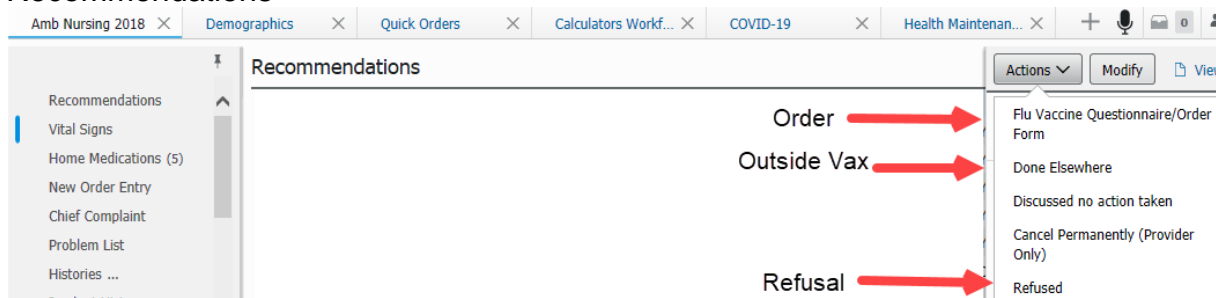 Recommendations
Amb Nursing 2018 Demographics Quick Orders Calculators Workf... COVID-19 Health Maintenan... 0
Recommendations
Actions Modify View
Recommendations
Vital Signs
Home Medications (5)
New Order Entry
Chief Complaint
Problem List
Histories ...
Order
Outside Vax
Refusal
Flu Vaccine Questionnaire/Order
Form
Done Elsewhere
Discussed no action taken
Cancel Permanently (Provider
Only)
Refused